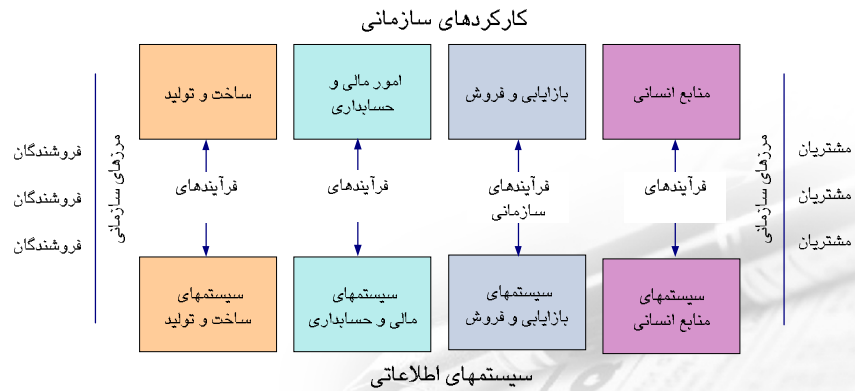 کارکردهای سازمانی
منابع انسانی
بازاریابی و فروش
امور مالی و
حسابداری
ساخت و تولید
مشتریان
مشتریان
مشتریان
مرزهای سازمانی
فرآیندهای
فرآیندهای
سازمانی
فرآیندهای
فرآیندهای
مرزهای سازمانی
فروشندگان
فروشندگان
فروشندگان
سیستمهای
منابع انسانی
سیستمهای
بازاریابی و فروش
سیستمهای
مالی و حسابداری
سیستمهای
ساخت و تولید
سیستمهای اطلاعاتی